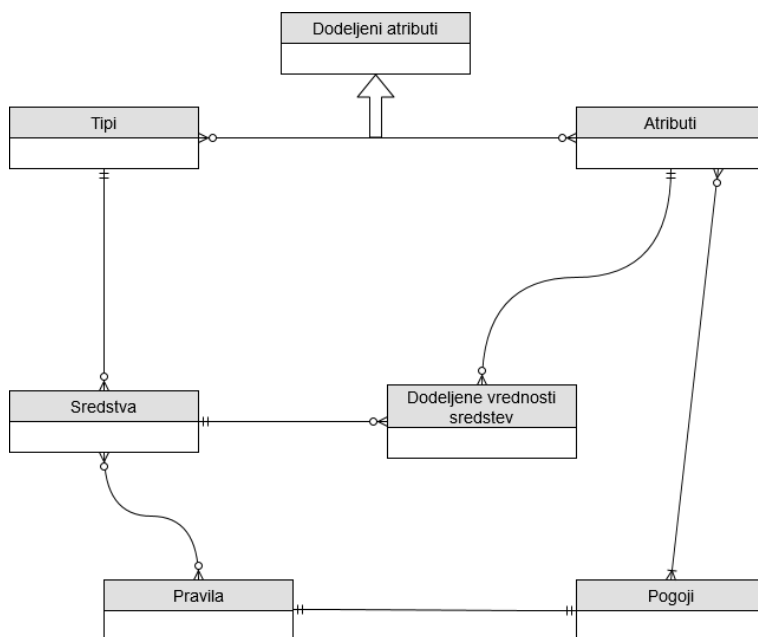 Dodeljeni atributi
Tipi
Atributi
Sredstva
Dodeljene vrednosti
sredstev
Pravila
Pogoji